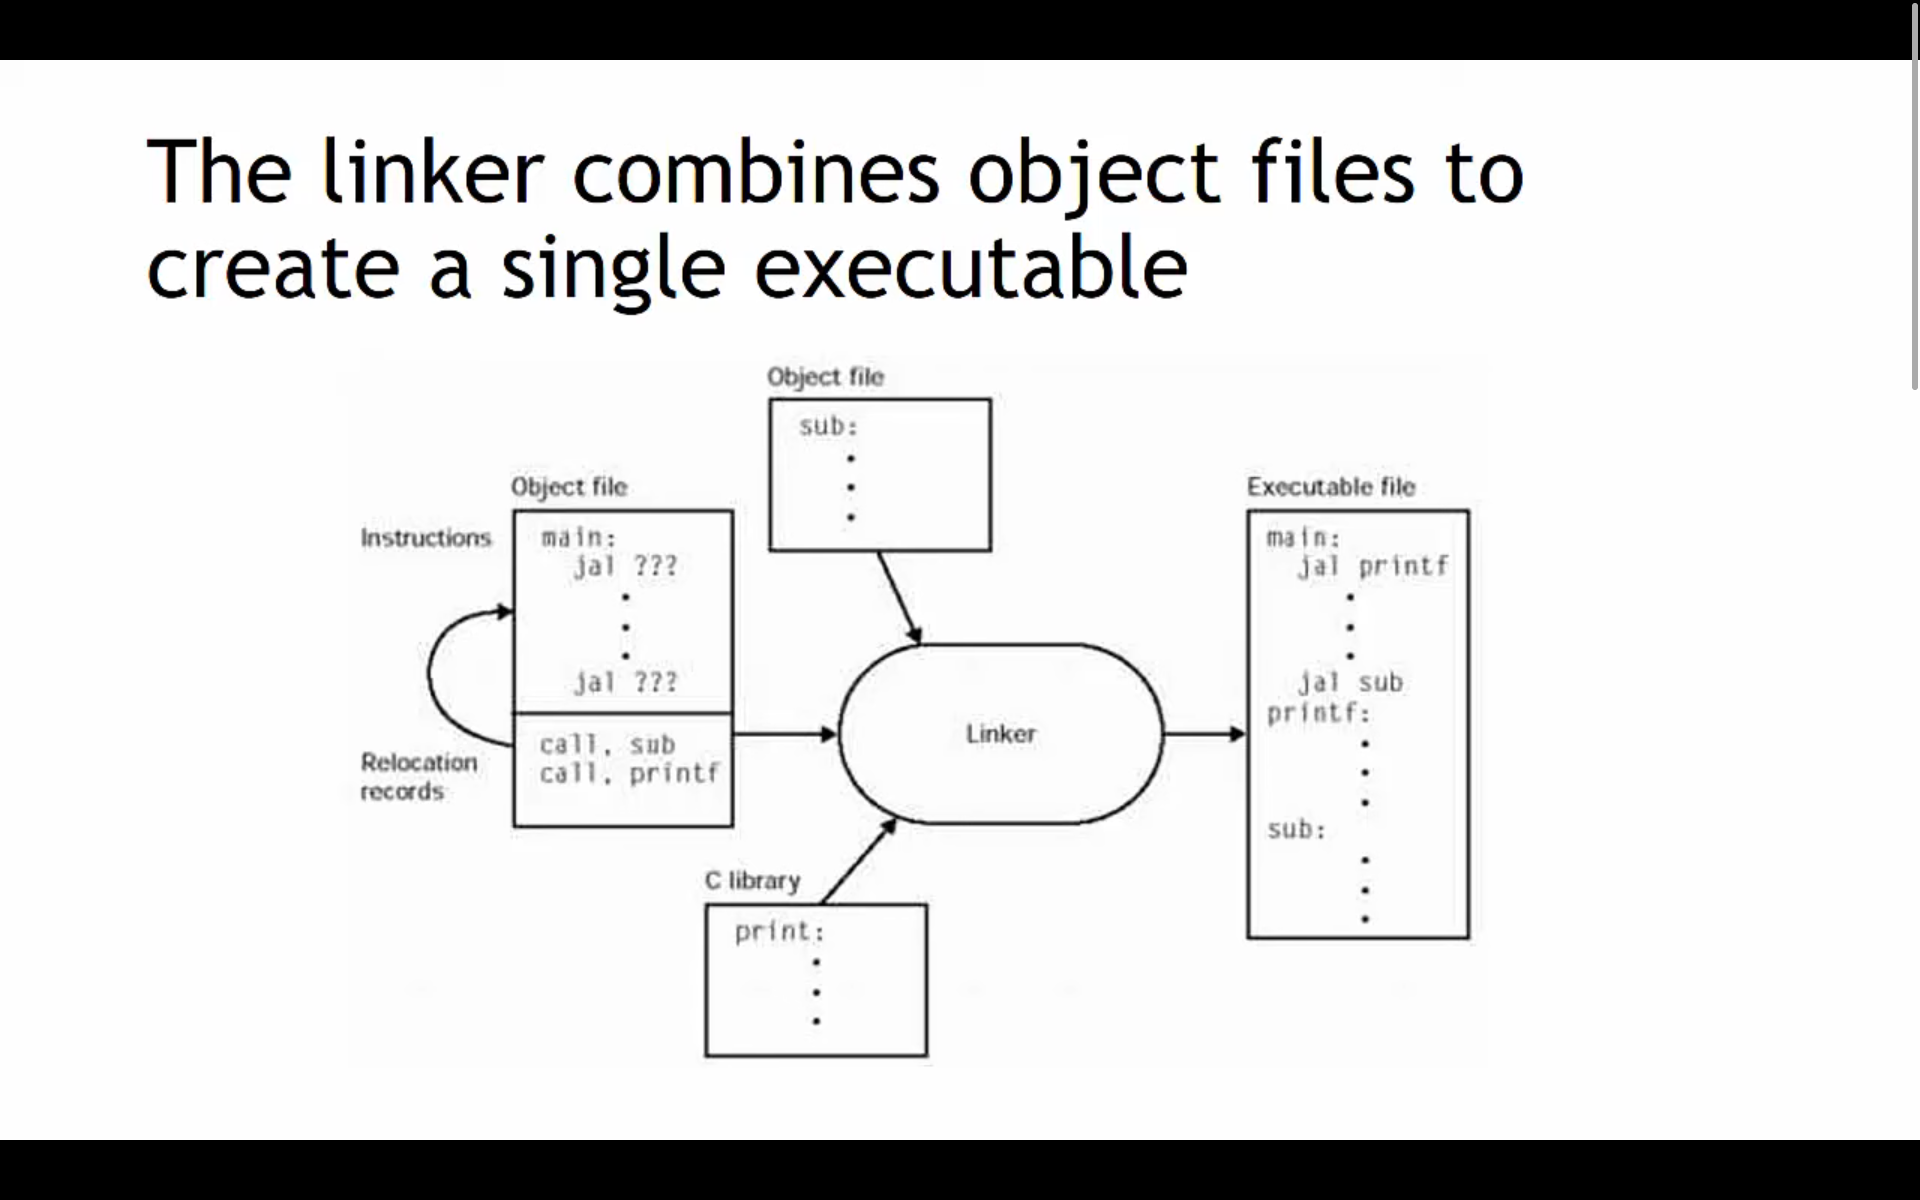 The linker combines object files to
create a single executable
Object file
sub:
Object file
Instructions
main:
jal ???
jal ???
Relocation
records
call, sub
call, printf
Linker
C library
print:
Executable file
main:
jal printf
jal sub
printf:
sub: